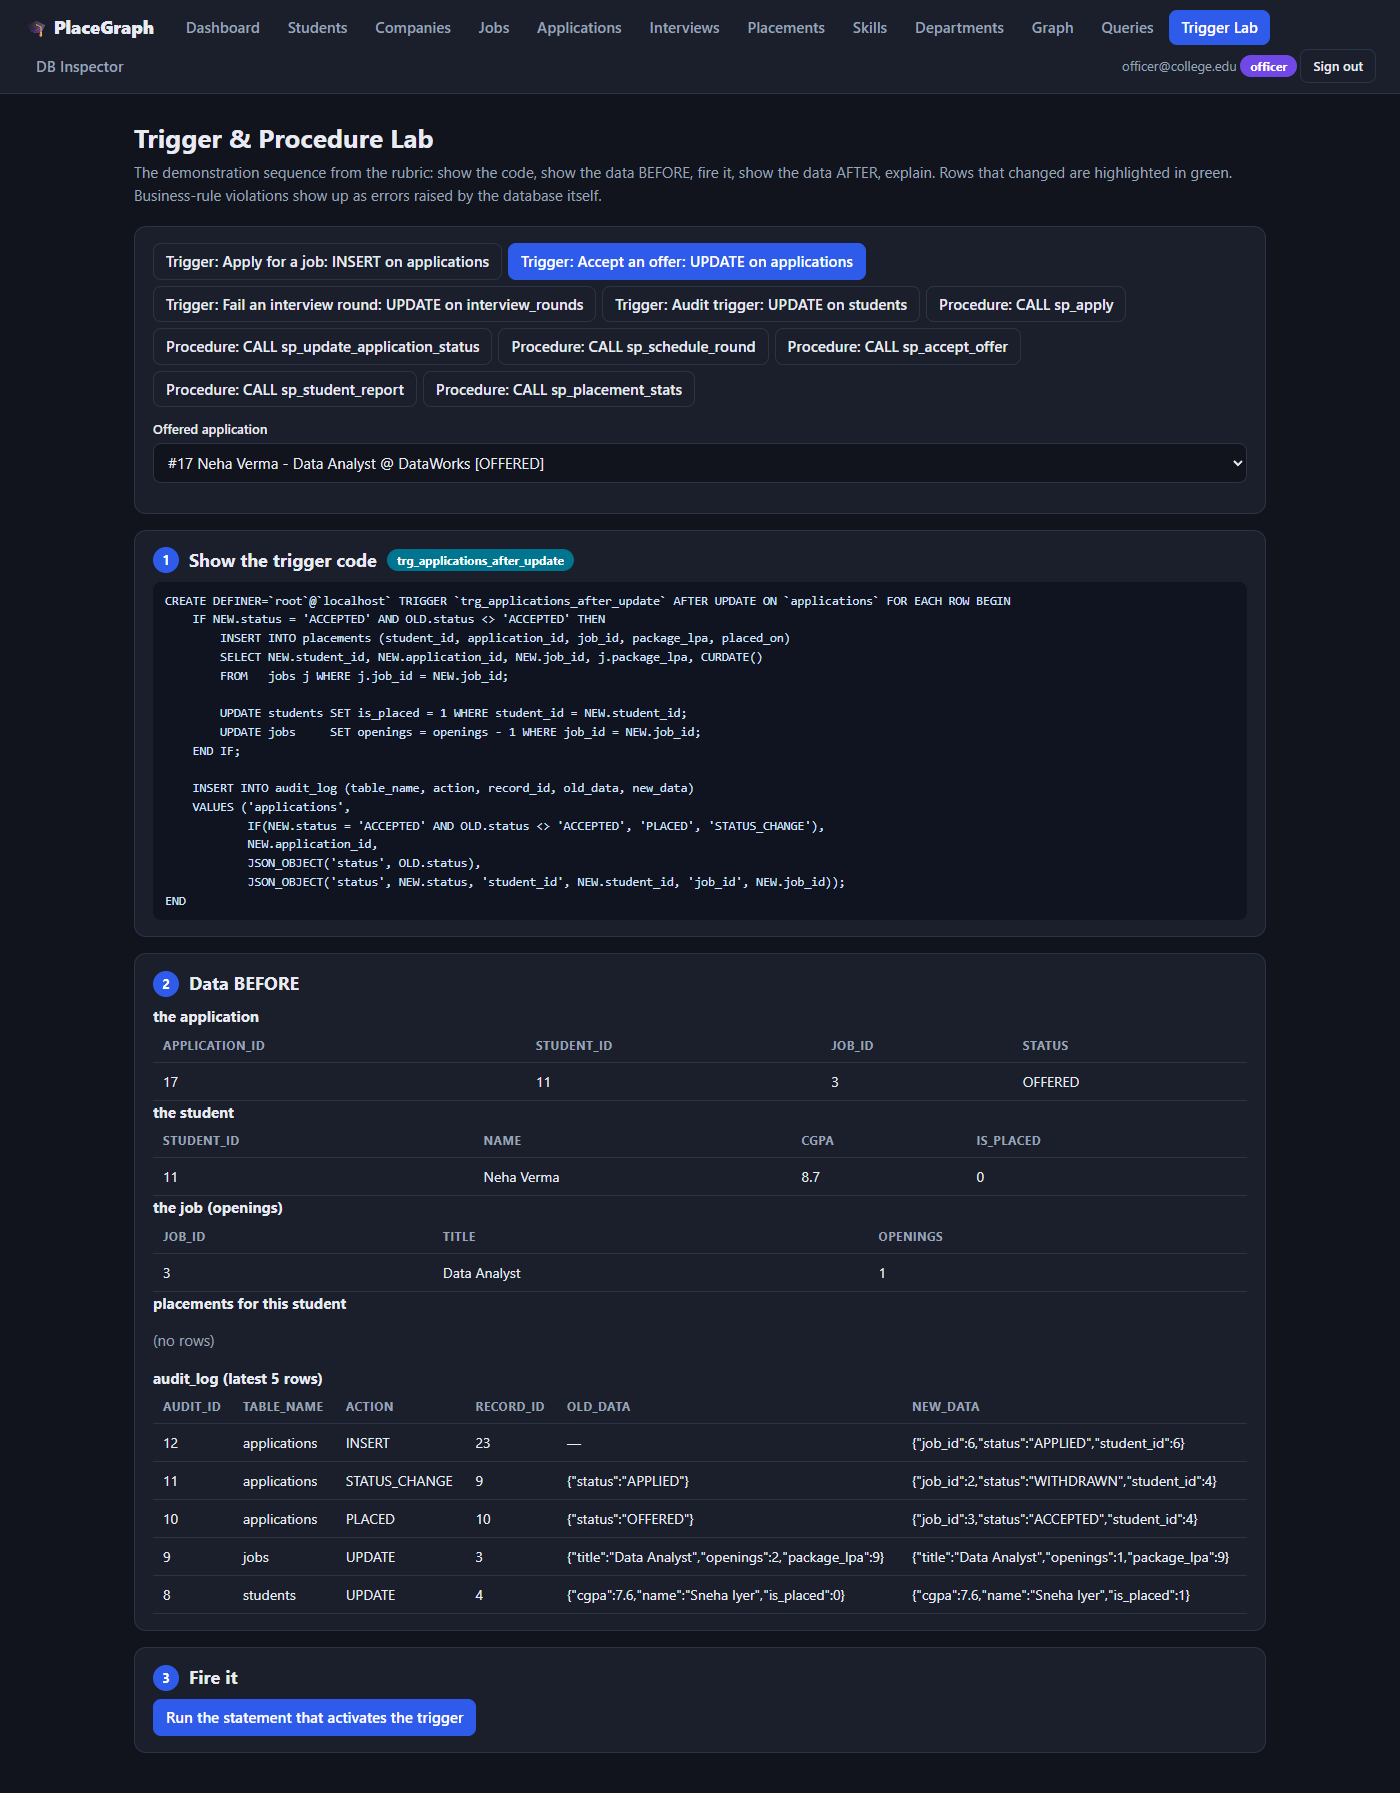 PlaceGraph Dashboard Students Companies Jobs Applications Interviews Placements Skills Departments Graph Queries Trigger Lab
DB Inspector officer@college.edu officer Sign out
Trigger & Procedure Lab
The demonstration sequence from the rubric: show the code, show the data BEFORE, fire it, show the data AFTER, explain. Rows that changed are highlighted in green.
Business-rule violations show up as errors raised by the database itself.
Trigger: Apply for a job: INSERT on applications Trigger: Accept an offer: UPDATE on applications
Trigger: Fail an interview round: UPDATE on interview_rounds Trigger: Audit trigger: UPDATE on students Procedure: CALL sp_apply
Procedure: CALL sp_update_application_status Procedure: CALL sp_schedule_round Procedure: CALL sp_accept_offer
Procedure: CALL sp_student_report Procedure: CALL sp_placement_stats
Offered application
#17 Neha Verma - Data Analyst @ DataWorks [OFFERED]
1 Show the trigger code trg_applications_after_update
CREATE DEFINER=`root`@`localhost` TRIGGER `trg_applications_after_update` AFTER UPDATE ON `applications` FOR EACH ROW BEGIN
IF NEW.status = 'ACCEPTED' AND OLD.status <> 'ACCEPTED' THEN
INSERT INTO placements (student_id, application_id, job_id, package_lpa, placed_on)
SELECT NEW.student_id, NEW.application_id, NEW.job_id, j.package_lpa, CURDATE()
FROM jobs j WHERE j.job_id = NEW.job_id;
UPDATE students SET is_placed = 1 WHERE student_id = NEW.student_id;
UPDATE jobs SET openings = openings - 1 WHERE job_id = NEW.job_id;
END IF;
INSERT INTO audit_log (table_name, action, record_id, old_data, new_data)
VALUES ('applications',
IF(NEW.status = 'ACCEPTED' AND OLD.status <> 'ACCEPTED', 'PLACED', 'STATUS_CHANGE'),
NEW.application_id,
JSON_OBJECT('status', OLD.status),
JSON_OBJECT('status', NEW.status, 'student_id', NEW.student_id, 'job_id', NEW.job_id));
END
2 Data BEFORE
the application
APPLICATION_ID STUDENT_ID JOB_ID STATUS
17 11 3 OFFERED
the student
STUDENT_ID NAME CGPA IS_PLACED
11 Neha Verma 8.7 0
the job (openings)
JOB_ID TITLE OPENINGS
3 Data Analyst 1
placements for this student
(no rows)
audit_log (latest 5 rows)
AUDIT_ID TABLE_NAME ACTION RECORD_ID OLD_DATA NEW_DATA
12 applications INSERT 23 — {"job_id":6,"status":"APPLIED","student_id":6}
11 applications STATUS_CHANGE 9 {"status":"APPLIED"} {"job_id":2,"status":"WITHDRAWN","student_id":4}
10 applications PLACED 10 {"status":"OFFERED"} {"job_id":3,"status":"ACCEPTED","student_id":4}
9 jobs UPDATE 3 {"title":"Data Analyst","openings":2,"package_lpa":9} {"title":"Data Analyst","openings":1,"package_lpa":9}
8 students UPDATE 4 {"cgpa":7.6,"name":"Sneha Iyer","is_placed":0} {"cgpa":7.6,"name":"Sneha Iyer","is_placed":1}
3 Fire it
Run the statement that activates the trigger